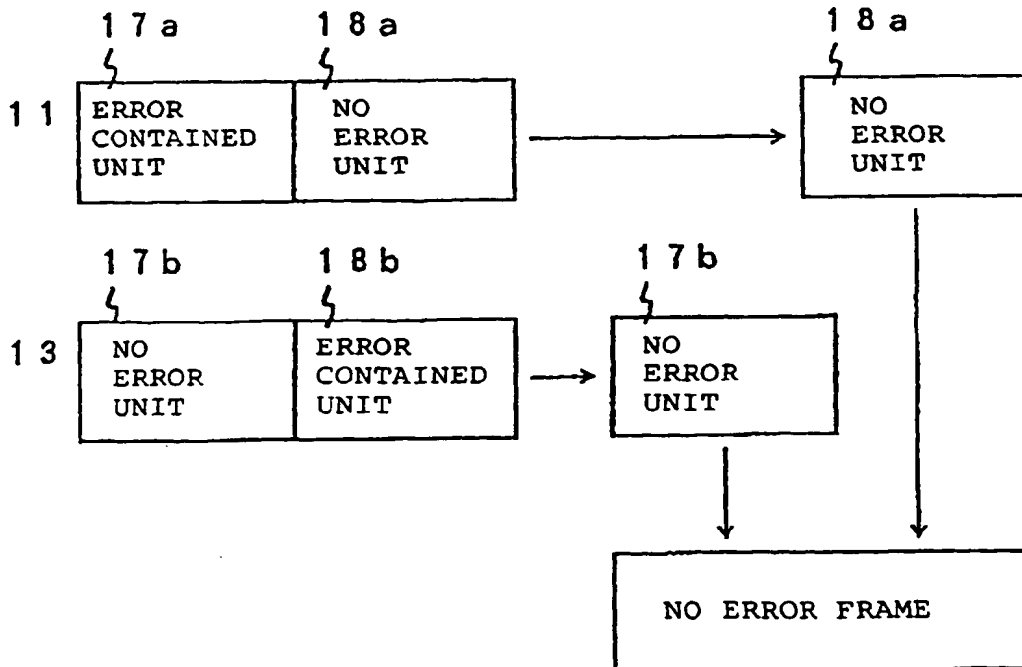 17a 18a 18a
11
ERROR
CONTAINED
UNIT
NO
ERROR
UNIT
NO
ERROR
UNIT
17b 18b 17b
13
NO
ERROR
UNIT
ERROR
CONTAINED
UNIT
NO
ERROR
UNIT
NO ERROR FRAME